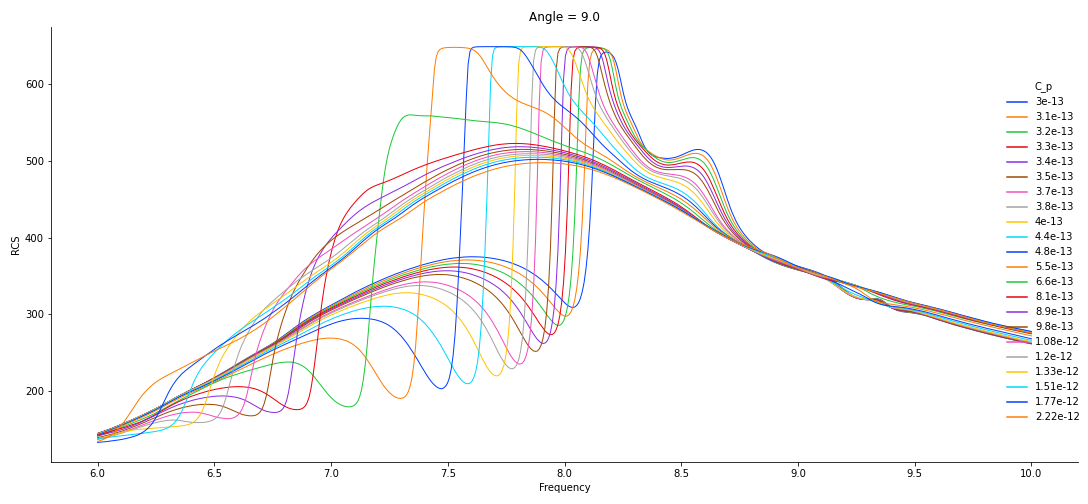 Angle = 9.0
RCS
600
500
400
300
200
6.0
6.5
7.0
7.5
8.0
8.5
9.0
9.5
10.0
Frequency
C_p
3e-13
3.1e-13
3.2e-13
3.3e-13
3.4e-13
3.5e-13
3.7e-13
3.8e-13
4e-13
4.4e-13
4.8e-13
5.5e-13
6.6e-13
8.1e-13
8.9e-13
9.8e-13
1.08e-12
1.2e-12
1.33e-12
1.51e-12
1.77e-12
2.22e-12